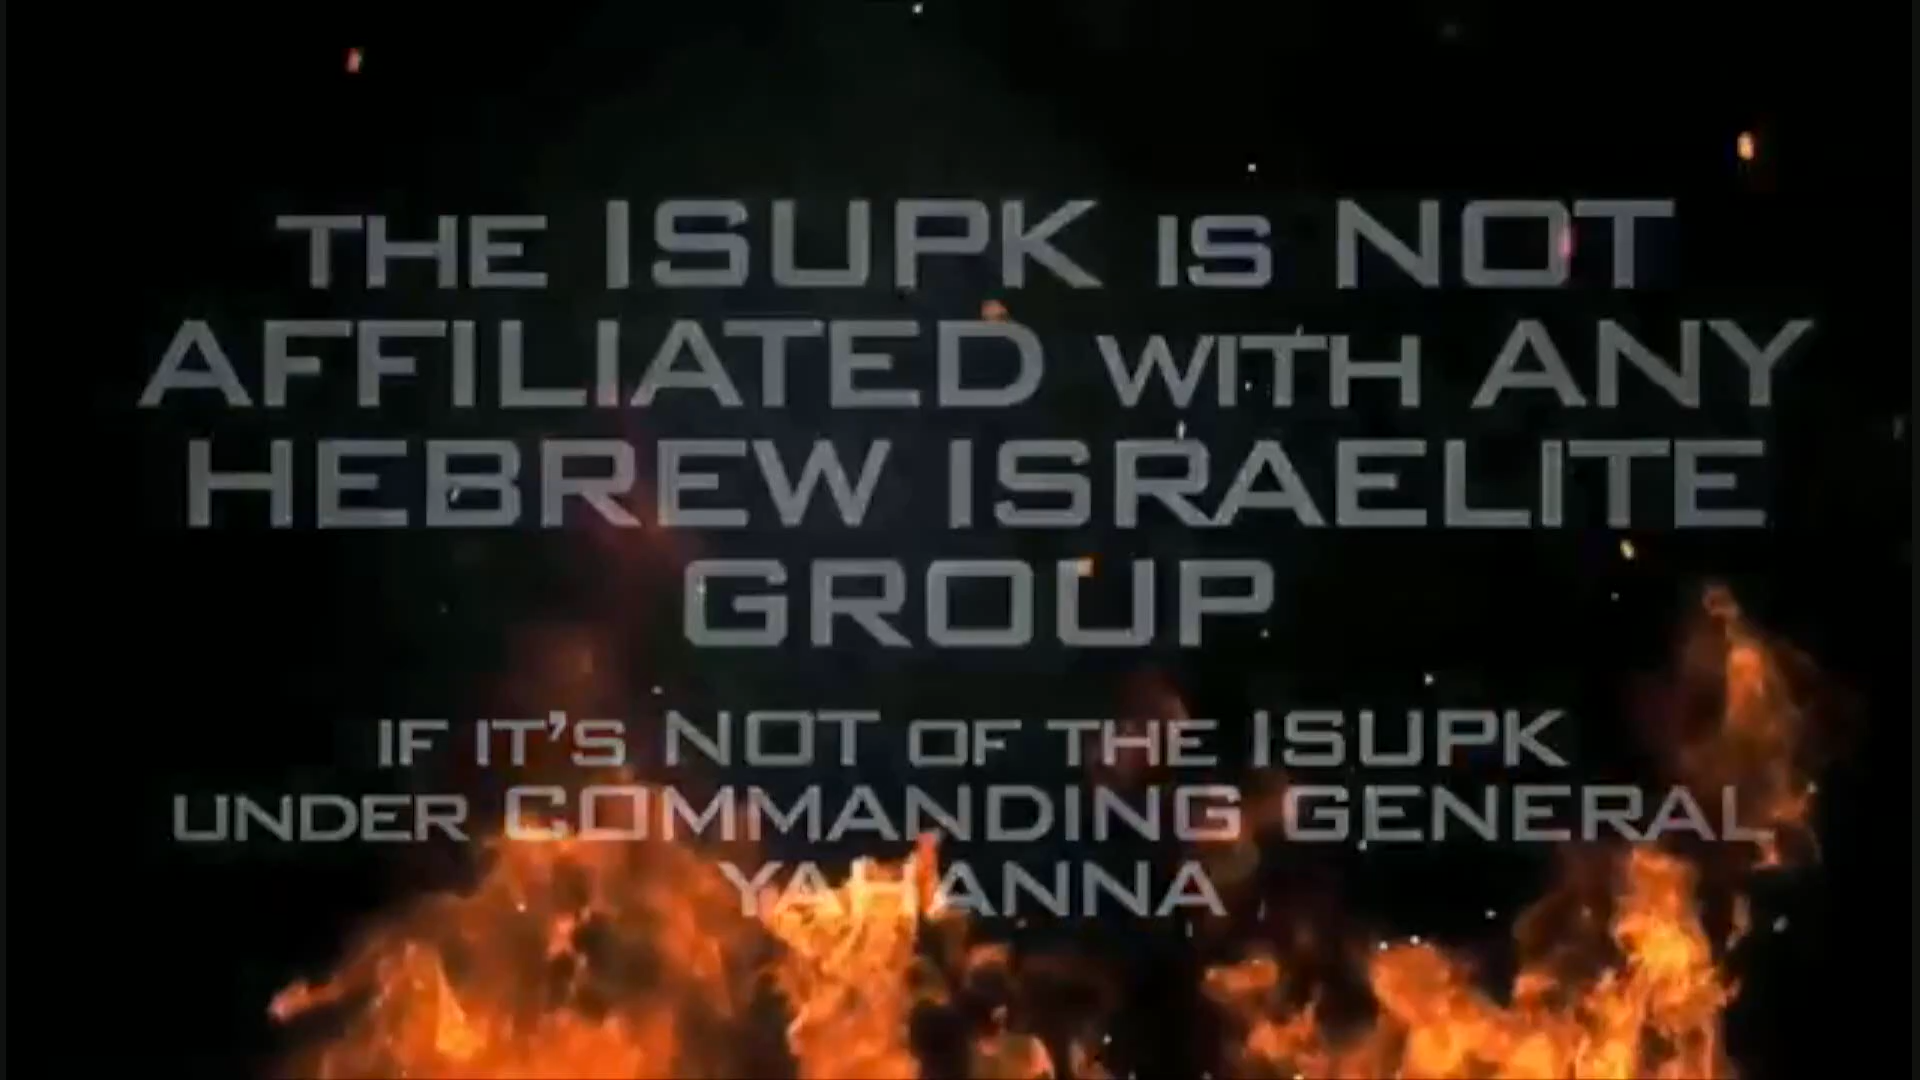 THE ISUPK IS NOT
AFFILIATED WITH ANY
HEBREW ISRAELITE
GROUP
IF IT'S NOT OF THE ISUPK
UNDER COMMANDING GENERAL
YAHANNA